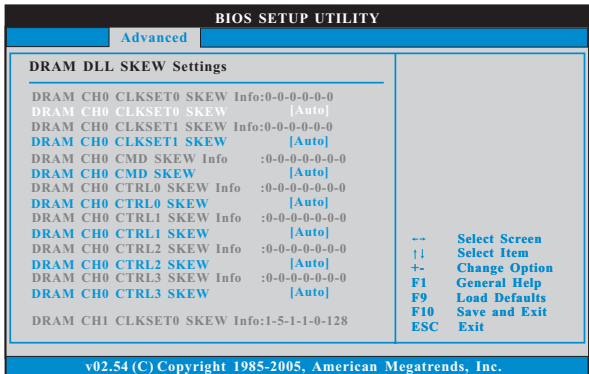 BIOS SETUP UTILITY
Advanced
DRAM DLL SKEW Settings
DRAM CH0 CLKSET0 SKEW Info:0-0-0-0-0-0
DRAM CH0 CLKSET0 SKEW [Auto]
DRAM CH0 CLKSET1 SKEW Info:0-0-0-0-0-0
DRAM CH0 CLKSET1 SKEW [Auto]
DRAM CH0 CMD SKEW Info :0-0-0-0-0-0-0
DRAM CH0 CMD SKEW [Auto]
DRAM CH0 CTRL0 SKEW Info :0-0-0-0-0-0-0
DRAM CH0 CTRL0 SKEW [Auto]
DRAM CH0 CTRL1 SKEW Info :0-0-0-0-0-0-0
DRAM CH0 CTRL1 SKEW [Auto]
DRAM CH0 CTRL2 SKEW Info :0-0-0-0-0-0-0
DRAM CH0 CTRL2 SKEW [Auto]
DRAM CH0 CTRL3 SKEW Info :0-0-0-0-0-0-0
DRAM CH0 CTRL3 SKEW [Auto]
DRAM CH1 CLKSET0 SKEW Info:1-5-1-1-0-128
←→ Select Screen
↑↓ Select Item
+- Change Option
F1 General Help
F9 Load Defaults
F10 Save and Exit
ESC Exit
v02.54 (C) Copyright 1985-2005, American Megatrends, Inc.